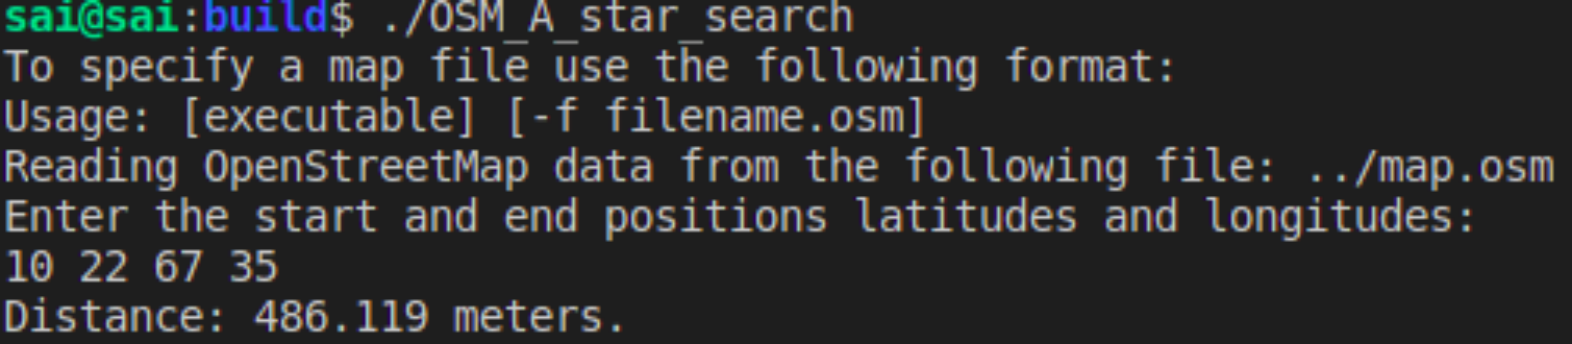 sai@sai:build$ ./OSM_A_star_search
To specify a map file use the following format:
Usage: [executable] [-f filename.osm]
Reading OpenStreetMap data from the following file: ../map.osm
Enter the start and end positions latitudes and longitudes:
10 22 67 35
Distance: 486.119 meters.